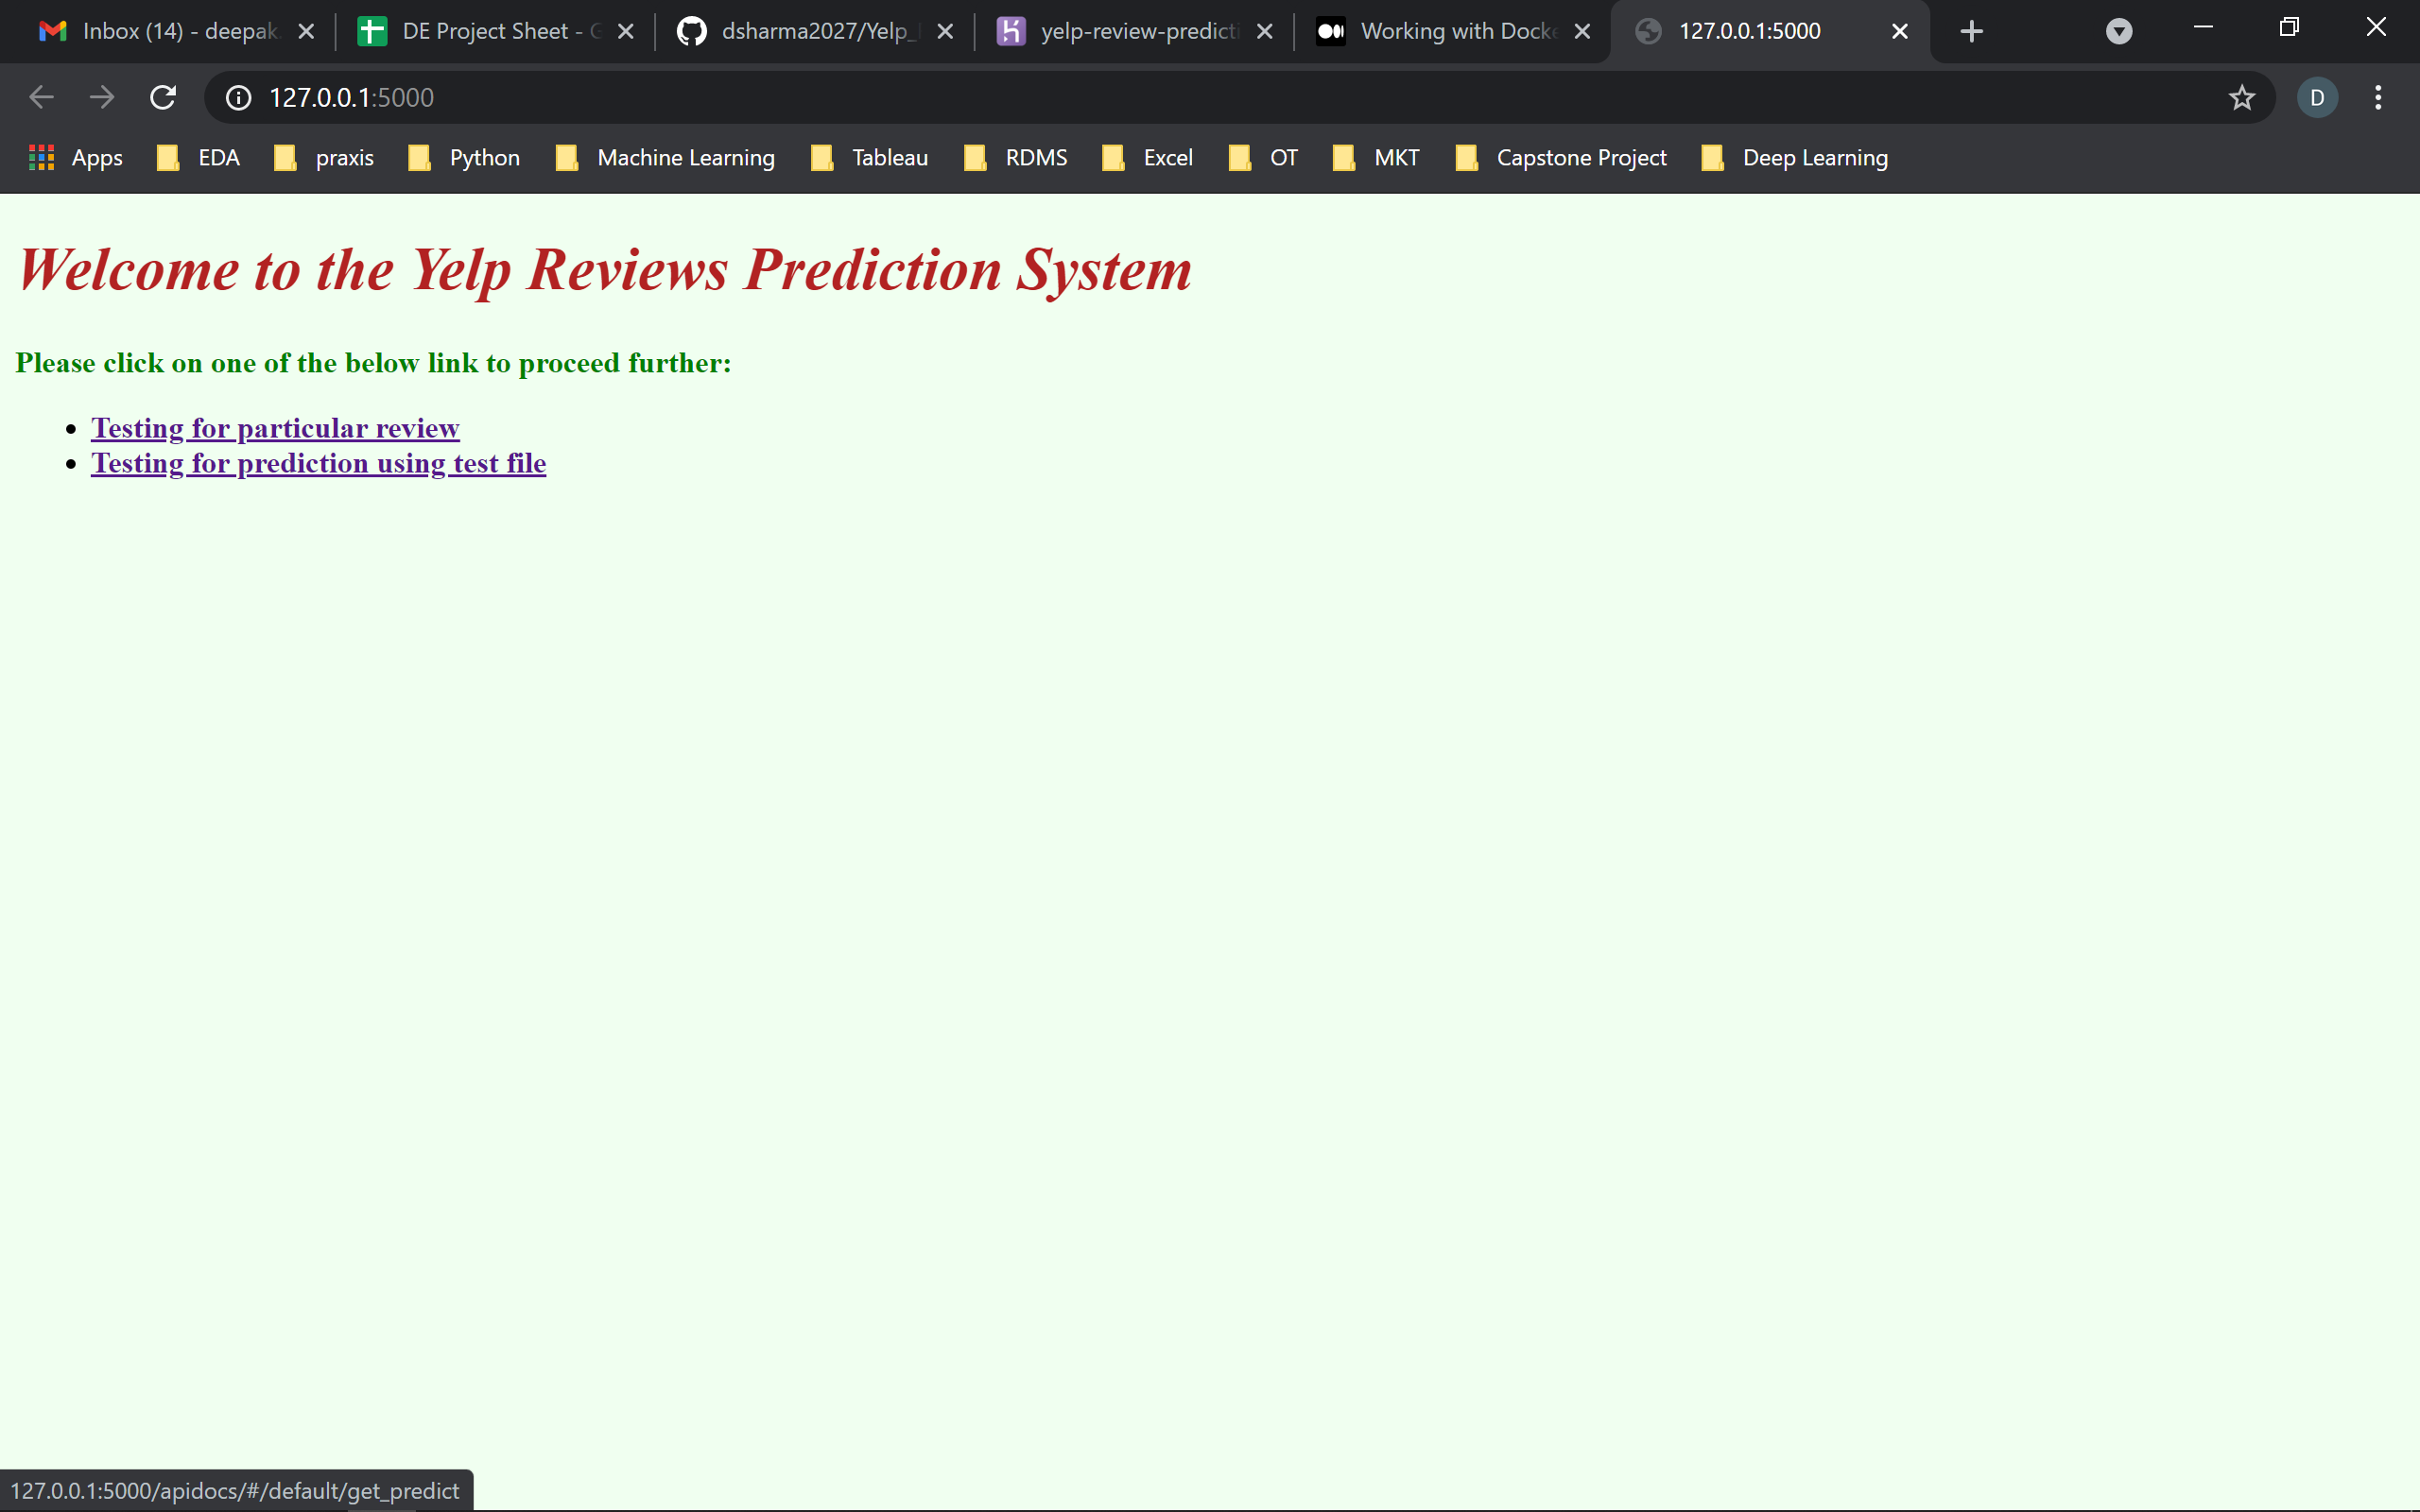 Inbox (14) - deepak
DE Project Sheet - G
dsharma2027/Yelp_
yelp-review-predicti
Working with Docke
127.0.0.1:5000
127.0.0.1:5000
D
Apps
EDA
praxis
Python
Machine Learning
Tableau
RDMS
Excel
OT
MKT
Capstone Project
Deep Learning
Welcome to the Yelp Reviews Prediction System
Please click on one of the below link to proceed further:
Testing for particular review
Testing for prediction using test file
127.0.0.1:5000/apidocs/#/default/get_predict